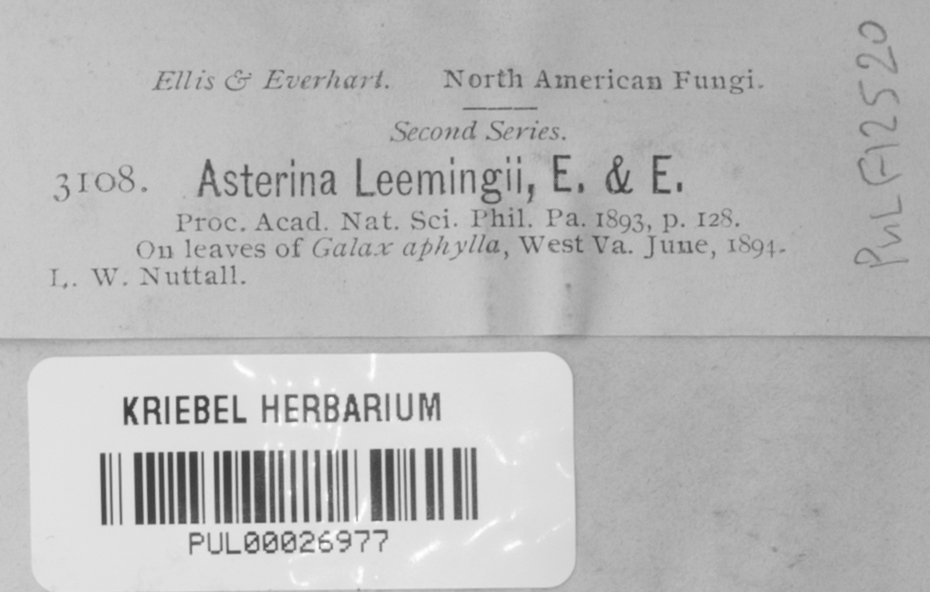 Ellis & Everhart. North American Fungi.
Second Series.
3108. Asterina Leemingii, E. & E.
Proc. Acad. Nat. Sci. Phil. Pa. 1893, p. 128.
On leaves of Galax aphylla, West Va. June, 1894.
L. W. Nuttall.
PUL F12520
KRIEBEL HERBARIUM
PUL00026977